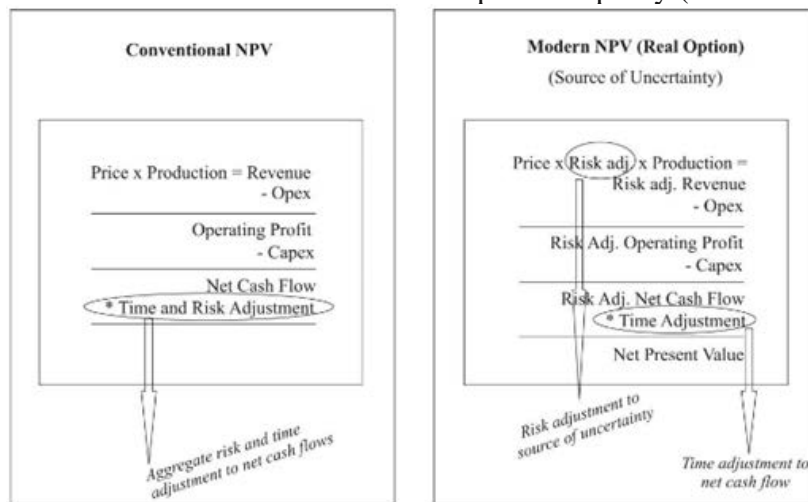 Conventional NPV
Price x Production = Revenue
- Opex
Operating Profit
- Capex
Net Cash Flow
* Time and Risk Adjustment
Aggregate risk and time
adjustment to net cash flows
Modern NPV (Real Option)
(Source of Uncertainty)
Price x Risk adj. x Production =
Risk adj. Revenue
- Opex
Risk Adj. Operating Profit
- Capex
Risk Adj. Net Cash Flow
* Time Adjustment
Net Present Value
Risk adjustment to
source of uncertainty
Time adjustment to
net cash flow